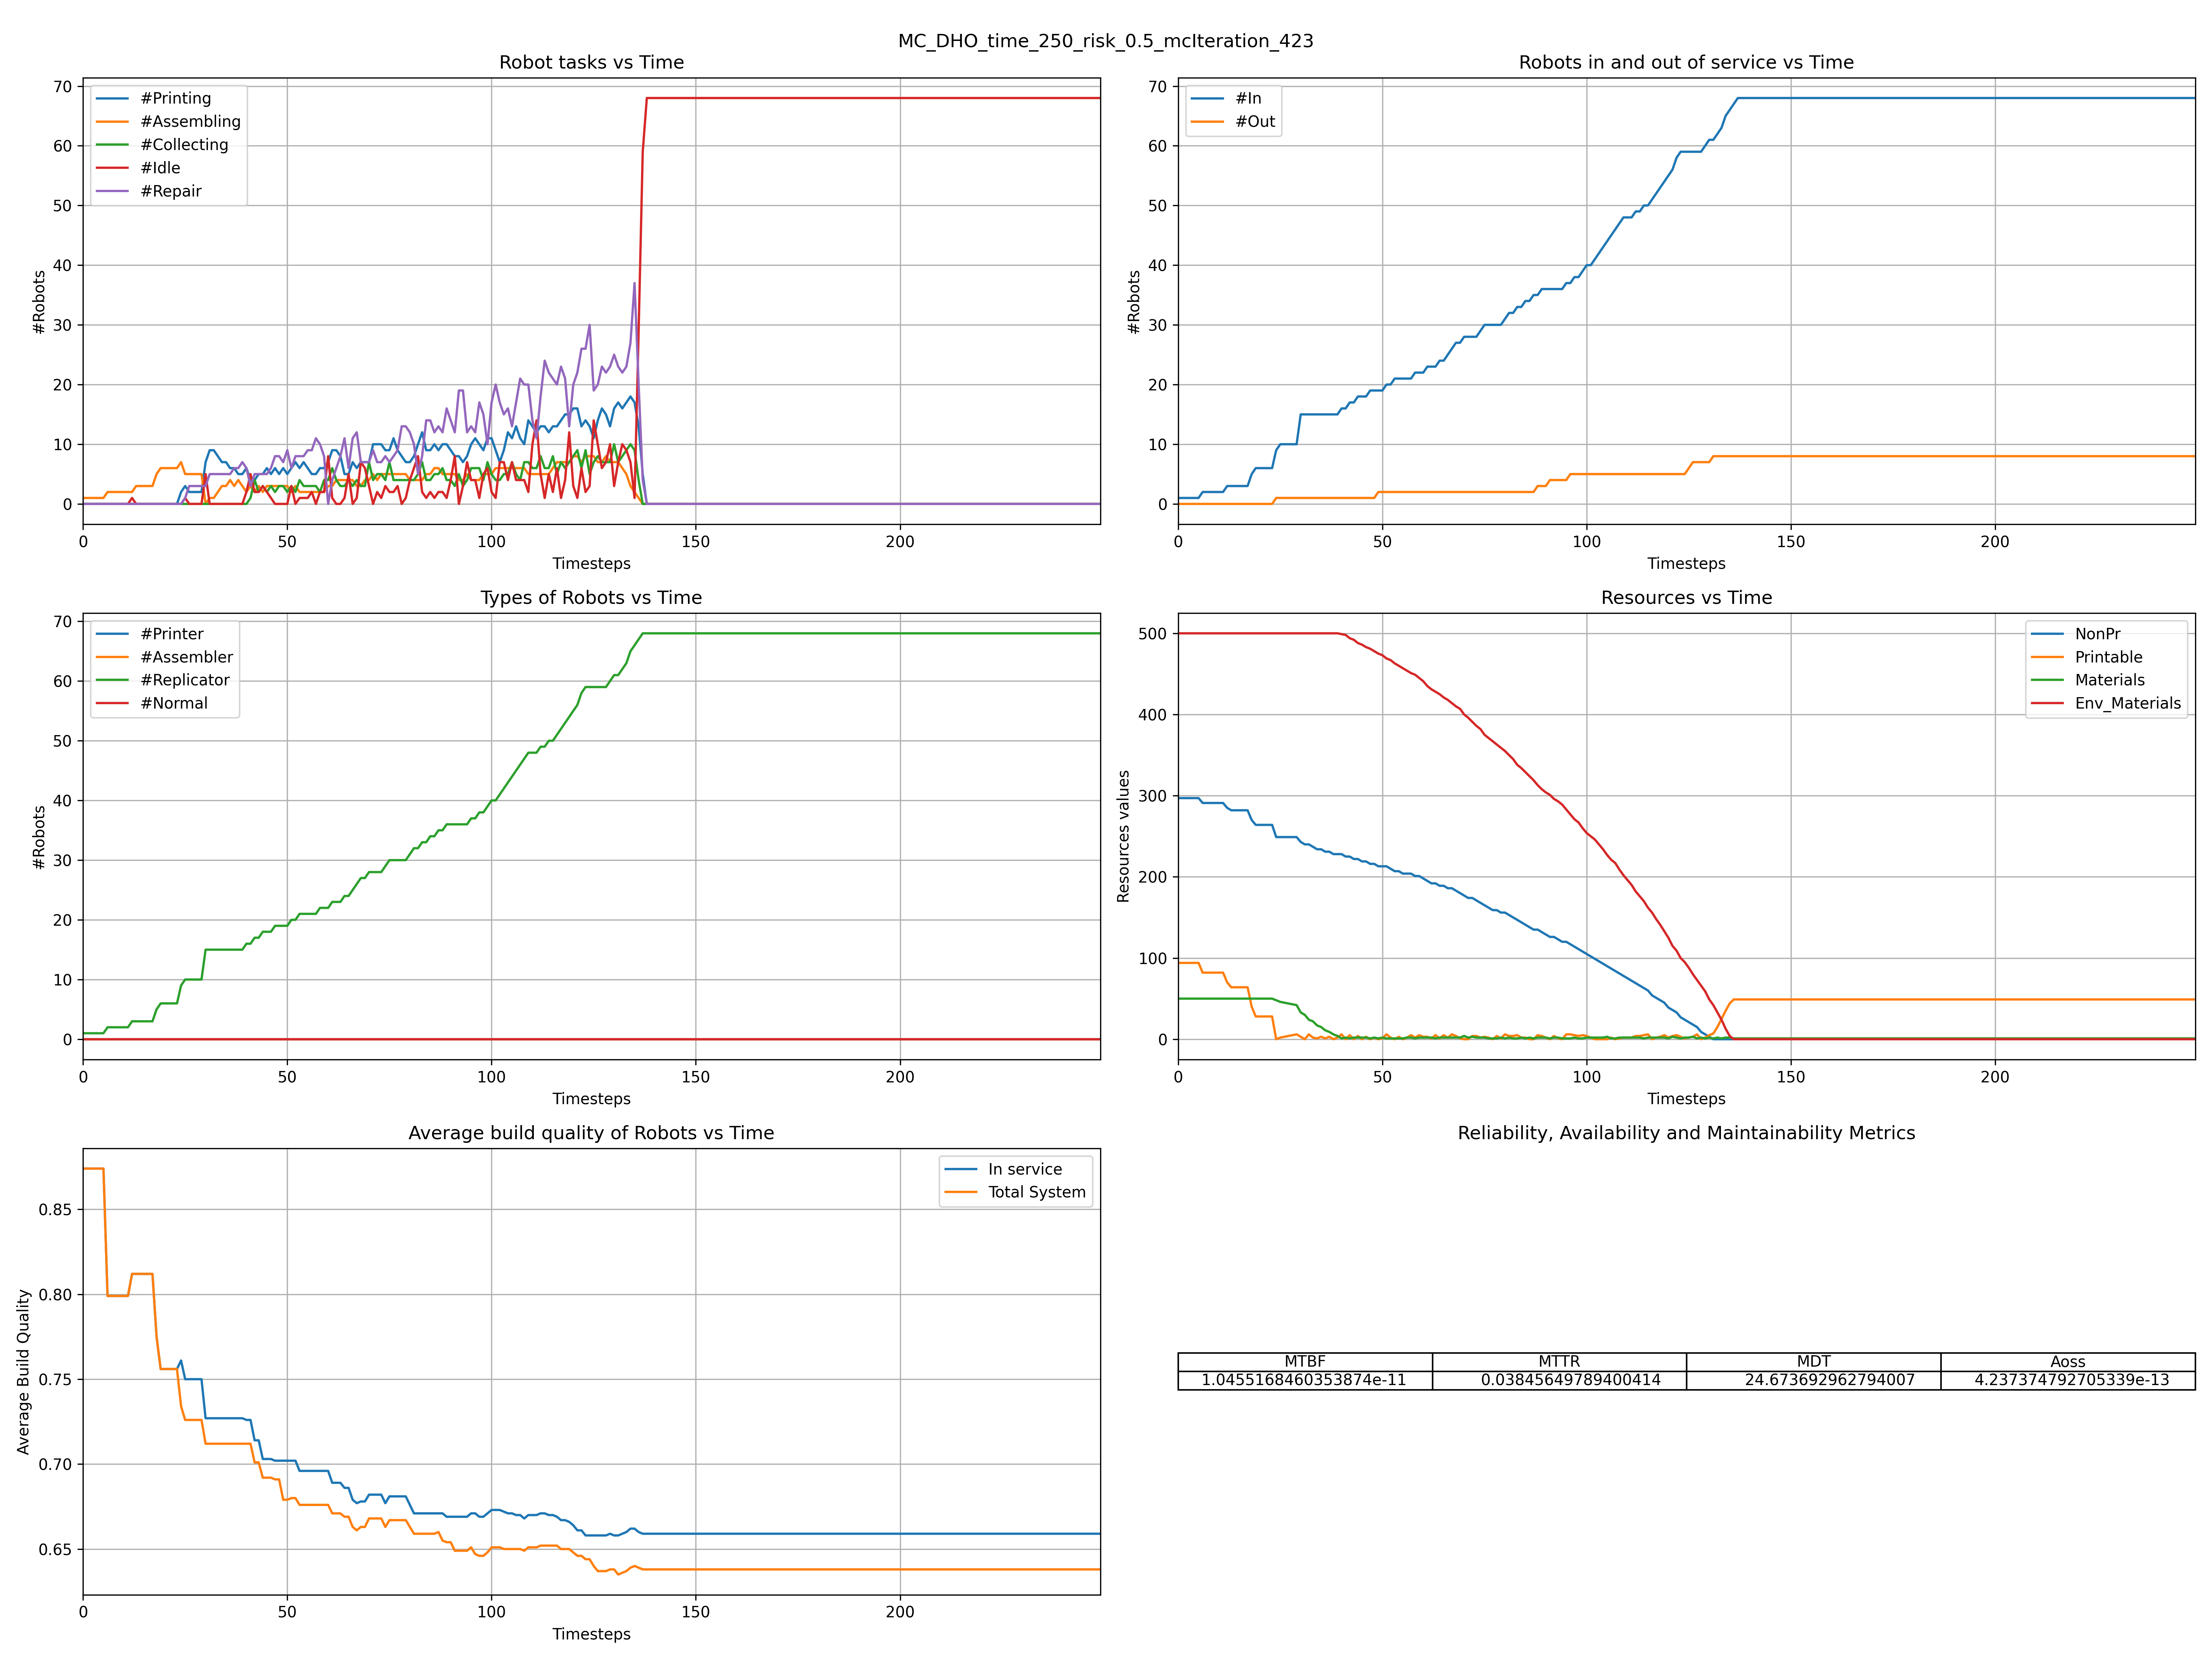 MC_DHO_time_250_risk_0.5_mcIteration_423
Robot tasks vs Time
#Robots
70
60
50
40
30
20
10
0
#Printing
#Assembling
#Collecting
#Idle
#Repair
0 50 100 150 200
Timesteps
Robots in and out of service vs Time
#Robots
70
60
50
40
30
20
10
0
#In
#Out
0 50 100 150 200
Timesteps
Types of Robots vs Time
#Robots
70
60
50
40
30
20
10
0
#Printer
#Assembler
#Replicator
#Normal
0 50 100 150 200
Timesteps
Resources vs Time
Resources values
500
400
300
200
100
0
NonPr
Printable
Materials
Env_Materials
0 50 100 150 200
Timesteps
Average build quality of Robots vs Time
Average Build Quality
0.85
0.80
0.75
0.70
0.65
In service
Total System
0 50 100 150 200
Timesteps
Reliability, Availability and Maintainability Metrics
MTBF MTTR MDT Aoss
1.0455168460353874e-11 0.03845649789400414 24.673692962794007 4.2373747927053​39e-13